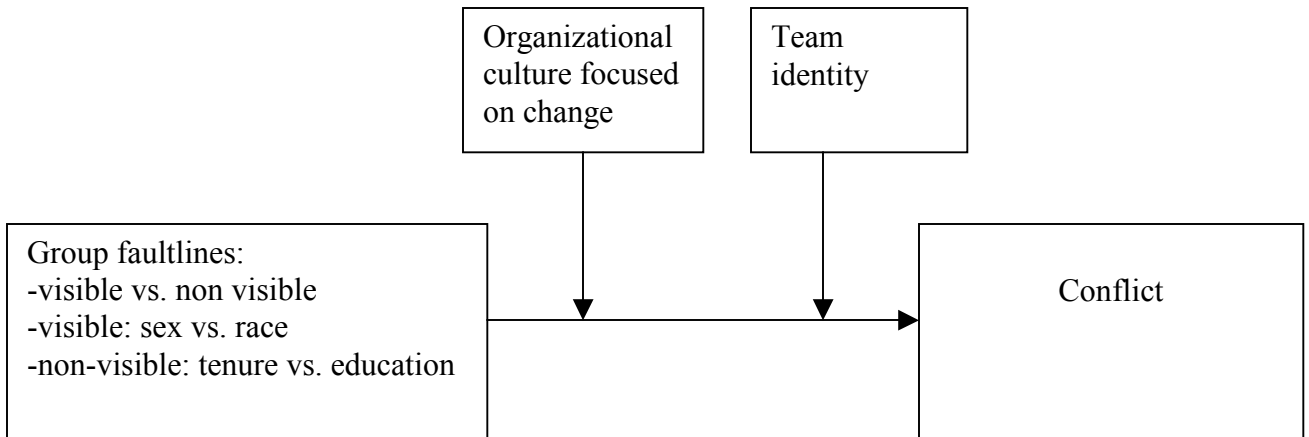 Organizational
culture focused
on change
Team
identity
Group faultlines:
-visible vs. non visible
-visible: sex vs. race
-non-visible: tenure vs. education
Conflict